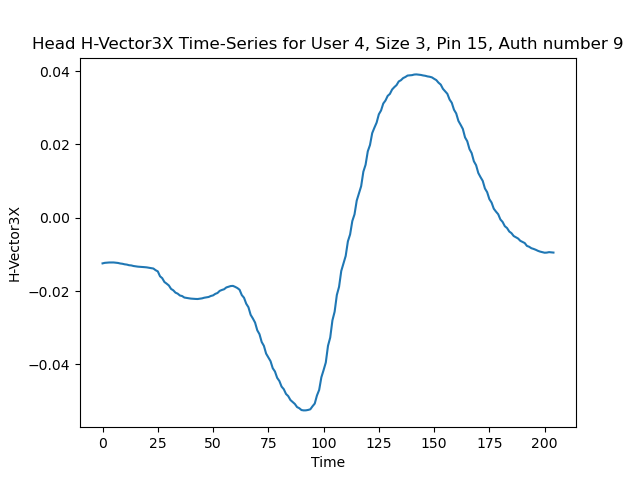 Head H-Vector3X Time-Series for User 4, Size 3, Pin 15, Auth number 9
0.04
0.02
0.00
−0.02
−0.04
H-Vector3X
0 25 50 75 100 125 150 175 200
Time